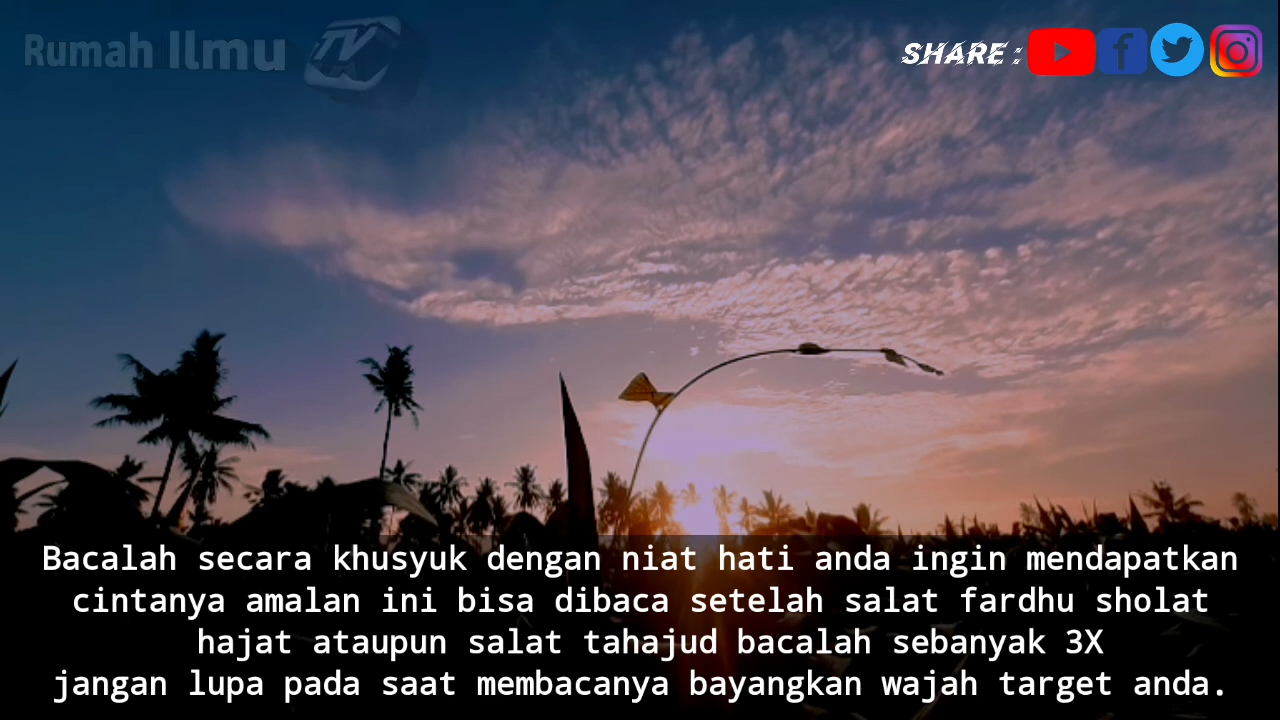 Rumah Ilmu TV
SHARE :
Bacalah secara khusyuk dengan niat hati anda ingin mendapatkan
cintanya amalan ini bisa dibaca setelah salat fardhu sholat
hajat ataupun salat tahajud bacalah sebanyak 3X
jangan lupa pada saat membacanya bayangkan wajah target anda.